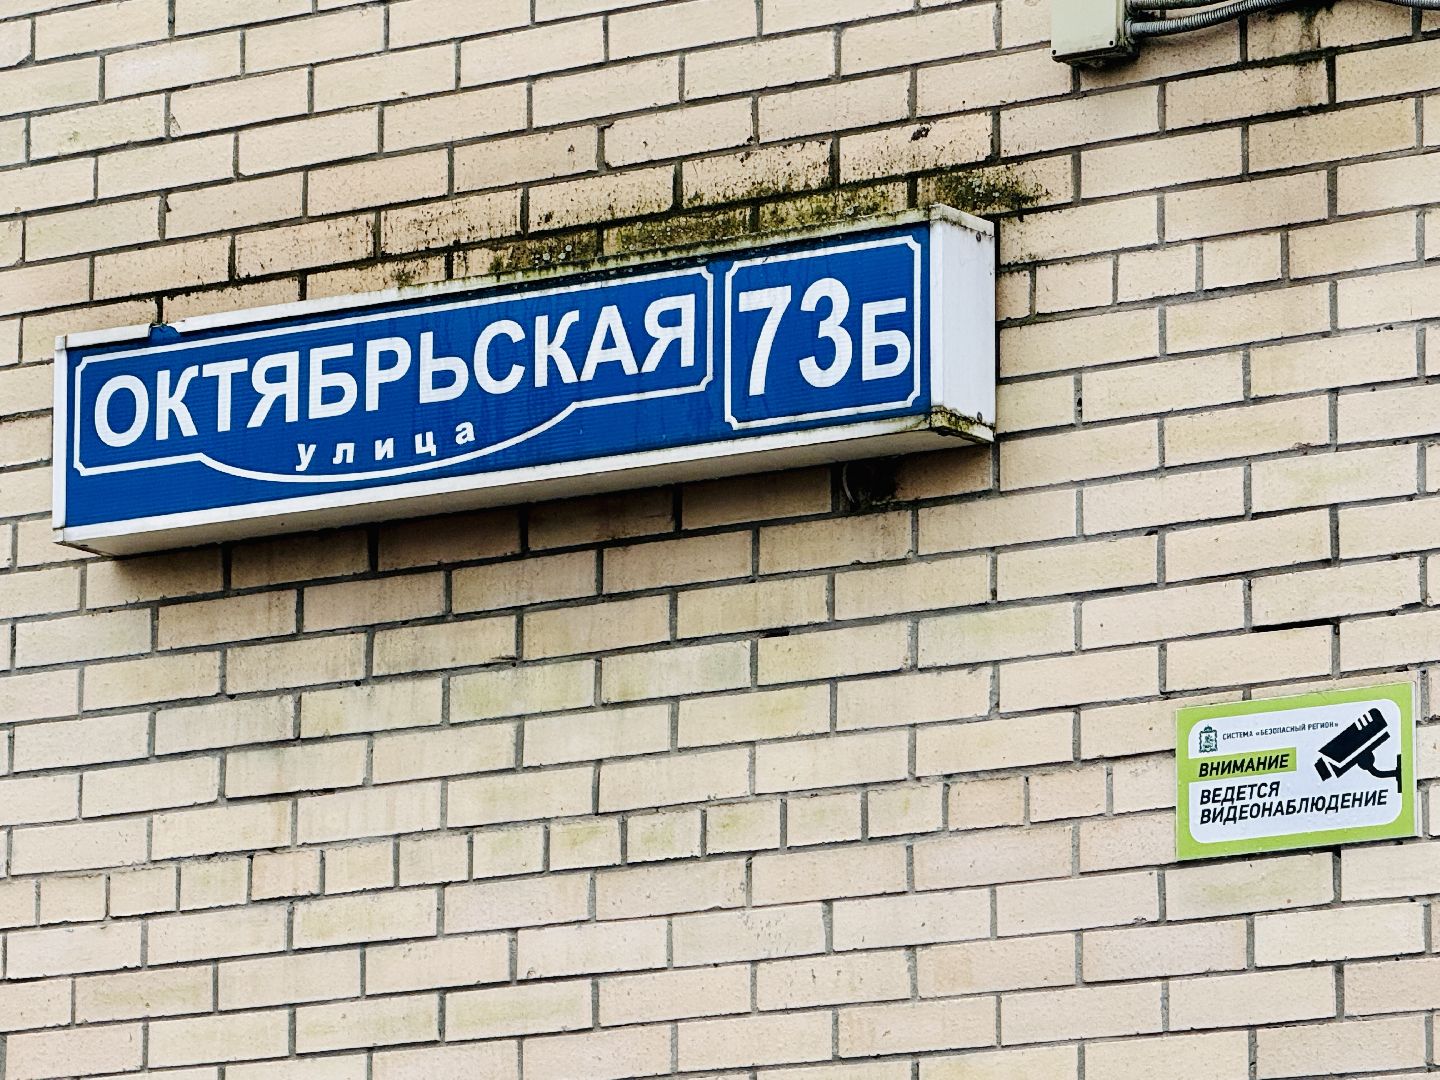 ОКТЯБРЬСКАЯ
улица
73Б
СИСТЕМА «БЕЗОПАСНЫЙ РЕГИОН»
ВНИМАНИЕ
ВЕДЕТСЯ
ВИДЕОНАБЛЮДЕНИЕ